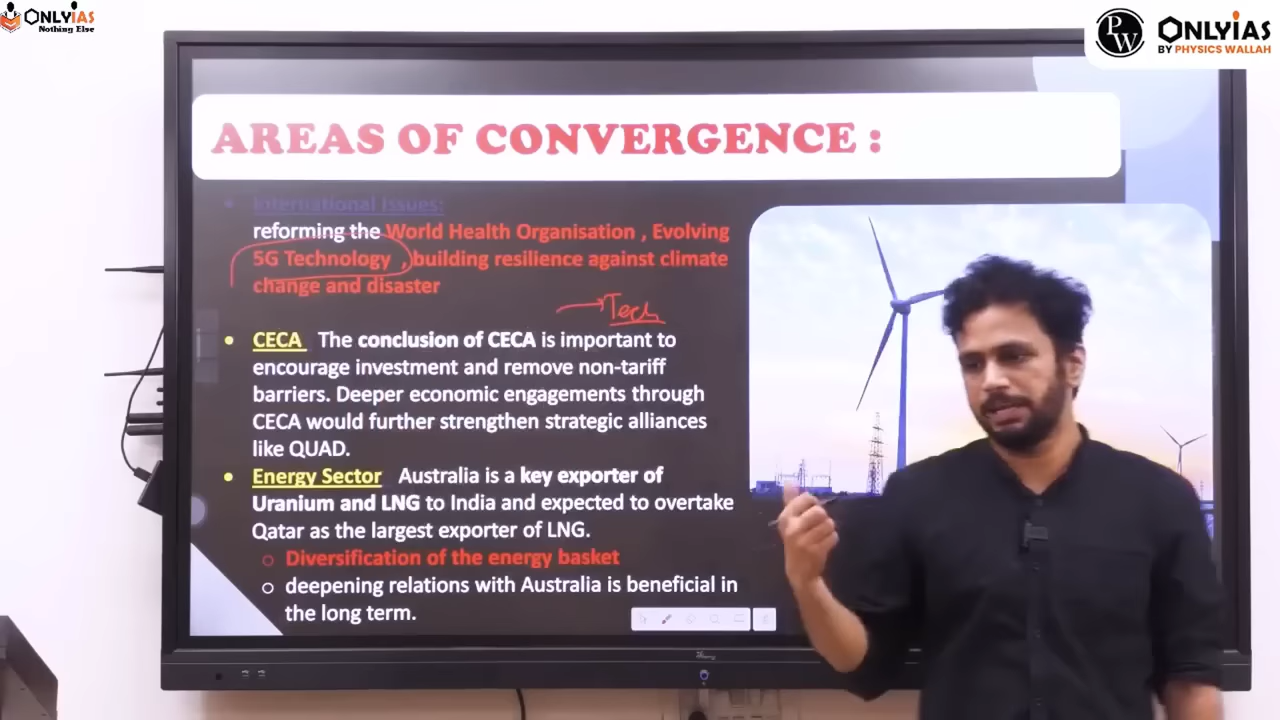 ONLYIAS
Nothing Else
PW
ONLYIAS
BY PHYSICS WALLAH
AREAS OF CONVERGENCE :
• International Issues:
reforming the World Health Organisation , Evolving
5G Technology , building resilience against climate
change and disaster
Tech
• CECA The conclusion of CECA is important to
encourage investment and remove non-tariff
barriers. Deeper economic engagements through
CECA would further strengthen strategic alliances
like QUAD.
• Energy Sector Australia is a key exporter of
Uranium and LNG to India and expected to overtake
Qatar as the largest exporter of LNG.
○ Diversification of the energy basket
○ deepening relations with Australia is beneficial in
the long term.